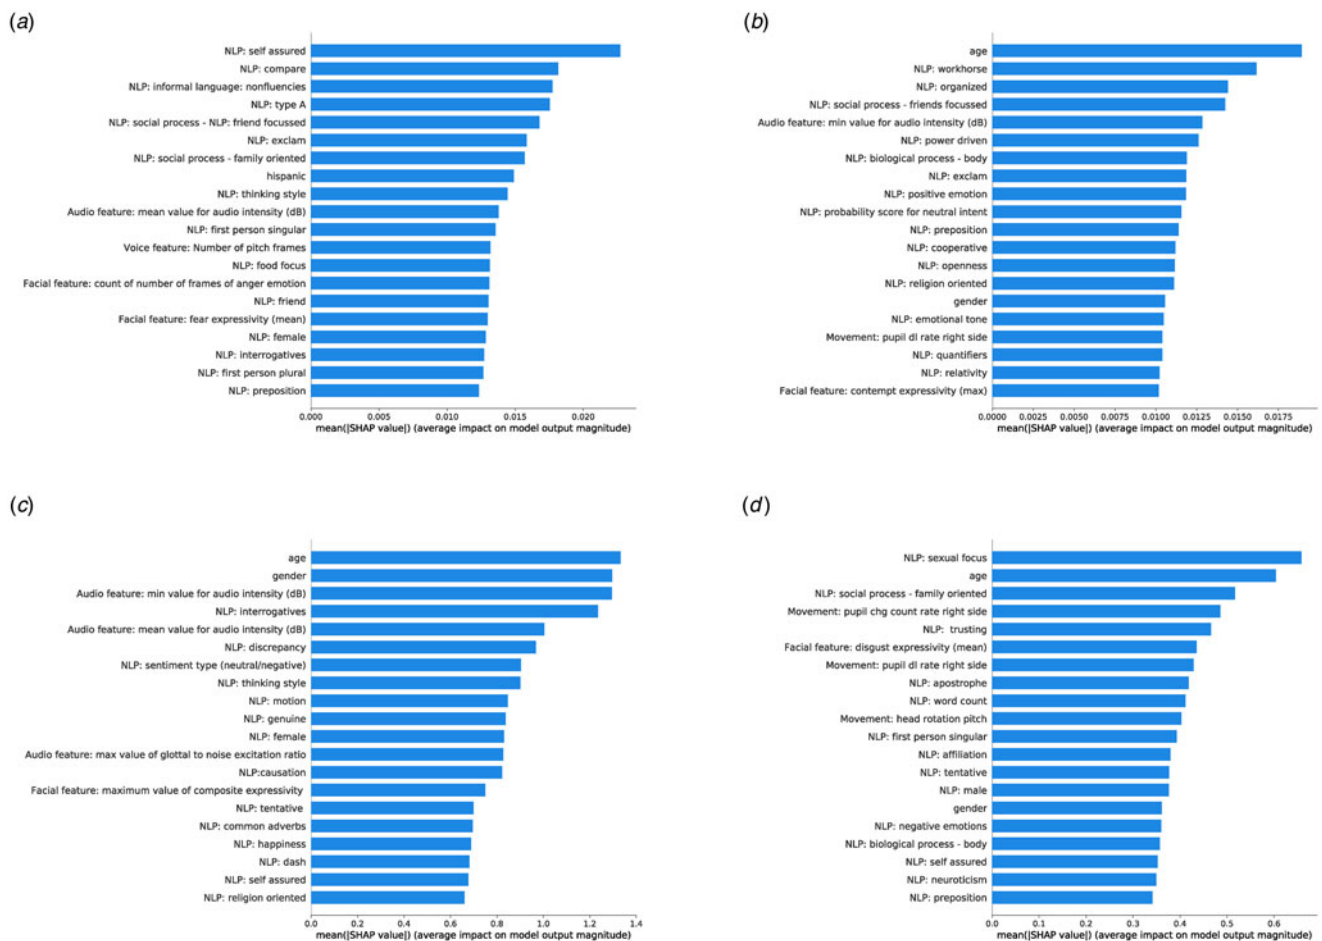 (a)
NLP: self assured
NLP: compare
NLP: informal language: nonfluencies
NLP: type A
NLP: social process - NLP: friend focussed
NLP: exclam
NLP: social process - family oriented
hispanic
NLP: thinking style
Audio feature: mean value for audio intensity (dB)
NLP: first person singular
Voice feature: Number of pitch frames
NLP: food focus
Facial feature: count of number of frames of anger emotion
NLP: friend
Facial feature: fear expressivity (mean)
NLP: female
NLP: interrogatives
NLP: first person plural
NLP: preposition
0.000 0.005 0.010 0.015 0.020
mean(|SHAP value|) (average impact on model output magnitude)
(b)
age
NLP: workhorse
NLP: organized
NLP: social process - friends focussed
Audio feature: min value for audio intensity (dB)
NLP: power driven
NLP: biological process - body
NLP: exclam
NLP: positive emotion
NLP: probability score for neutral intent
NLP: preposition
NLP: cooperative
NLP: openness
NLP: religion oriented
gender
NLP: emotional tone
Movement: pupil dl rate right side
NLP: quantifiers
NLP: relativity
Facial feature: contempt expressivity (max)
0.0000 0.0025 0.0050 0.0075 0.0100 0.0125 0.0150 0.0175
mean(|SHAP value|) (average impact on model output magnitude)
(c)
age
gender
Audio feature: min value for audio intensity (dB)
NLP: interrogatives
Audio feature: mean value for audio intensity (dB)
NLP: discrepancy
NLP: sentiment type (neutral/negative)
NLP: thinking style
NLP: motion
NLP: genuine
NLP: female
Audio feature: max value of glottal to noise excitation ratio
NLP:causation
Facial feature: maximum value of composite expressivity
NLP: tentative
NLP: common adverbs
NLP: happiness
NLP: dash
NLP: self assured
NLP: religion oriented
0.0 0.2 0.4 0.6 0.8 1.0 1.2 1.4
mean(|SHAP value|) (average impact on model output magnitude)
(d)
NLP: sexual focus
age
NLP: social process - family oriented
Movement: pupil chg count rate right side
NLP: trusting
Facial feature: disgust expressivity (mean)
Movement: pupil dl rate right side
NLP: apostrophe
NLP: word count
Movement: head rotation pitch
NLP: first person singular
NLP: affiliation
NLP: tentative
NLP: male
gender
NLP: negative emotions
NLP: biological process - body
NLP: self assured
NLP: neuroticism
NLP: preposition
0.0 0.1 0.2 0.3 0.4 0.5 0.6
mean(|SHAP value|) (average impact on model output magnitude)